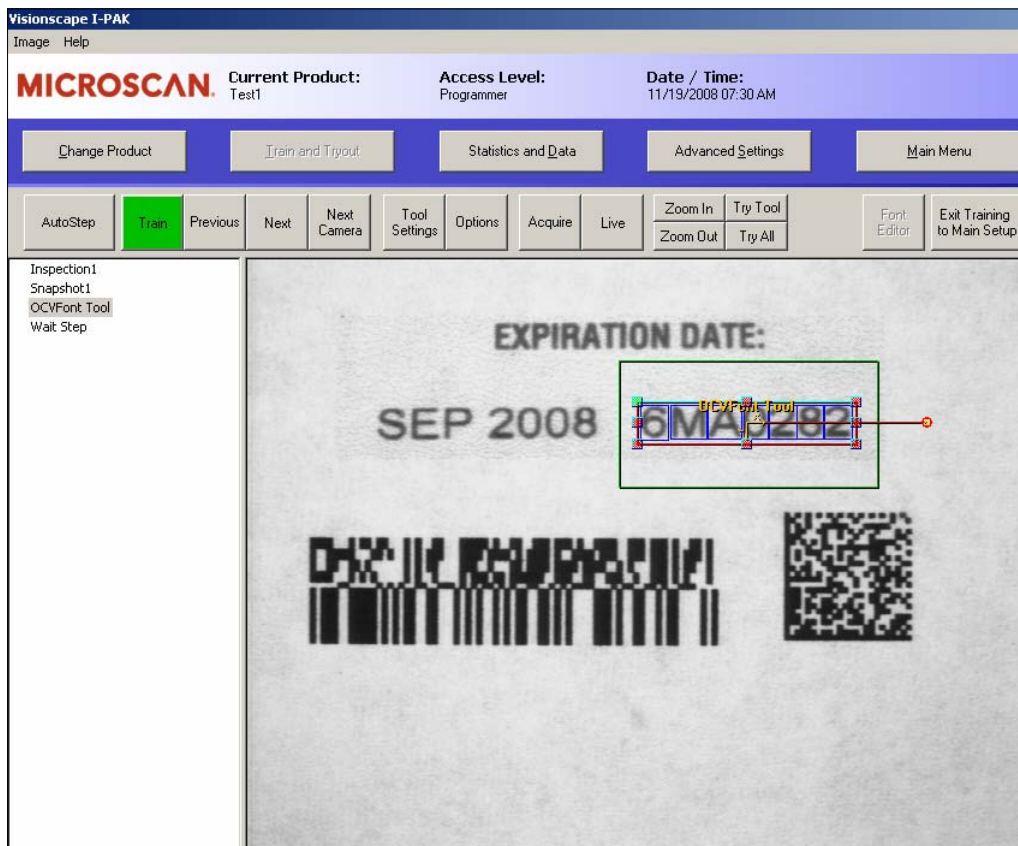 Visionscape I-PAK
Image Help
MICROSCAN.
Current Product:
Test1
Access Level:
Programmer
Date / Time:
11/19/2008 07:30 AM
Change Product
Train and Tryout
Statistics and Data
Advanced Settings
Main Menu
AutoStep
Train
Previous
Next
Next
Camera
Tool
Settings
Options
Acquire
Live
Zoom In
Zoom Out
Try Tool
Try All
Font
Editor
Exit Training
to Main Setup
Inspection1
Snapshot1
OCVFont Tool
Wait Step
EXPIRATION DATE:
OCVFont Tool
SEP 2008